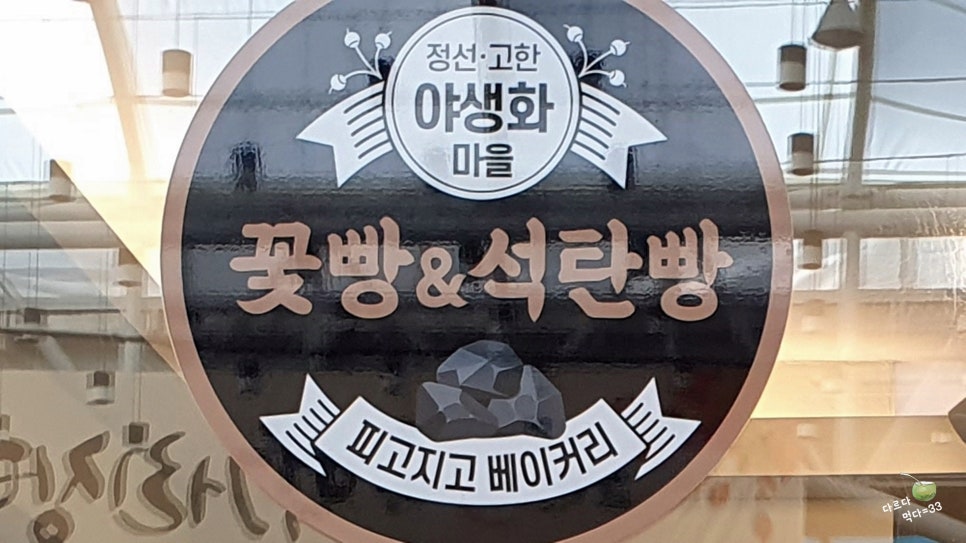 정선·고한
야생화
마을
꽃빵&석탄빵
피고지고 베이커리
다르다
먹다=33